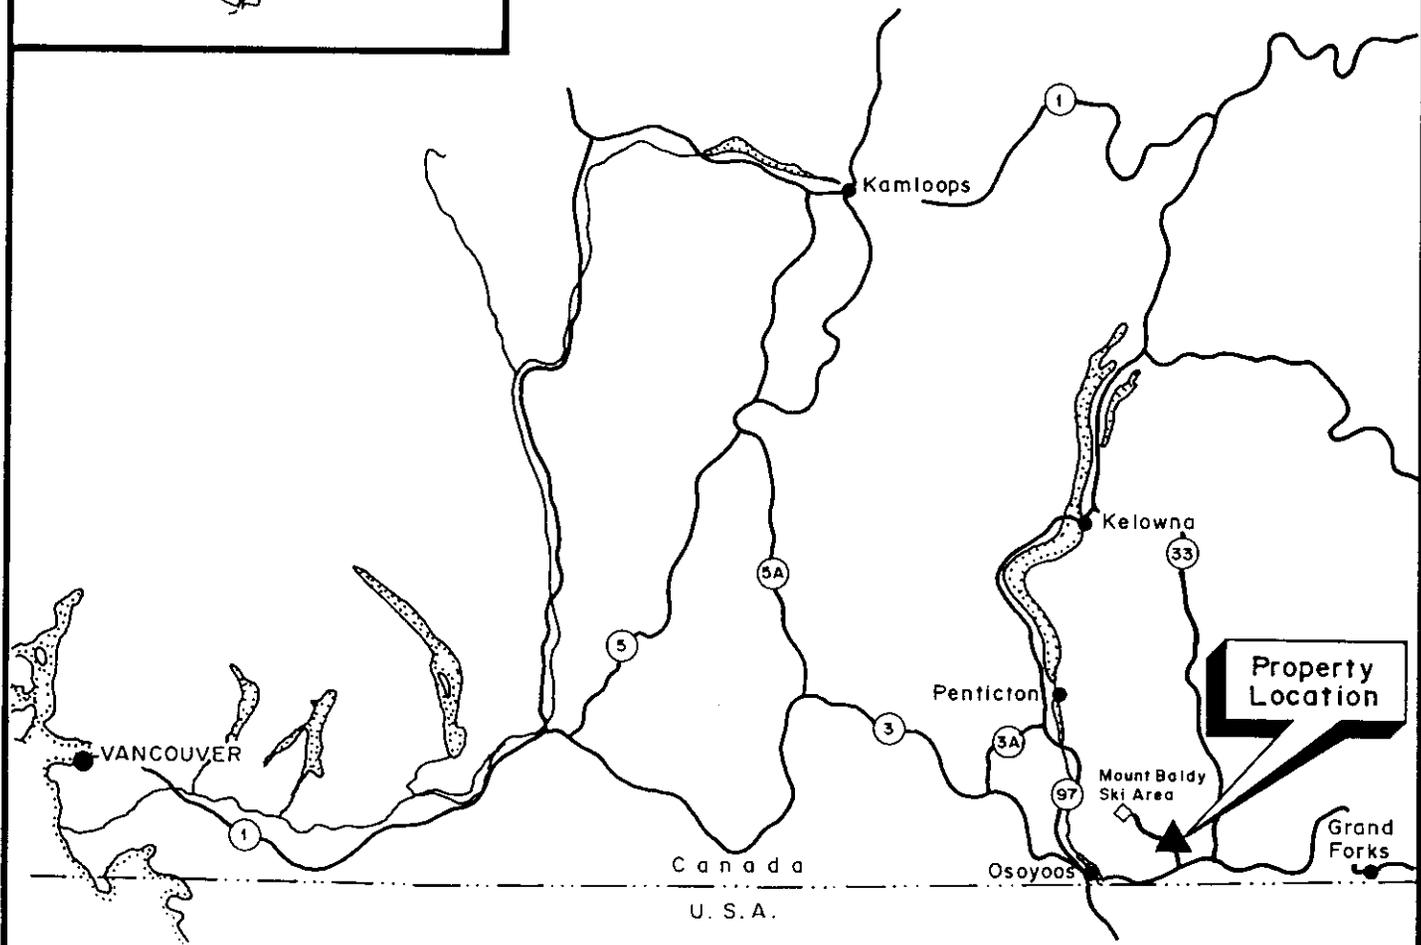 1
Kamloops
Kelowna
33
5A
5
Property
Location
Penticton
3
3A
VANCOUVER
Mount Baldy
Ski Area
97
1
Grand
Forks
Canada
Osoyoos
U.S.A.